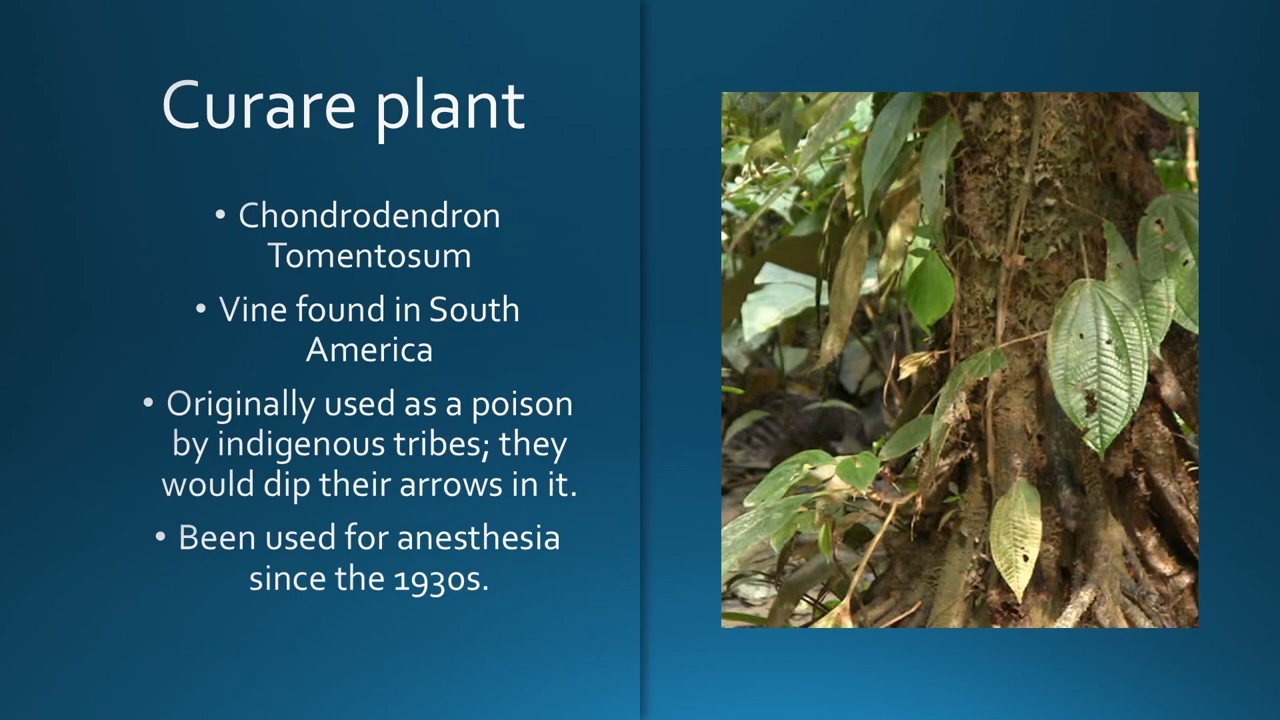 Curare plant
• Chondrodendron
Tomentosum
• Vine found in South
America
• Originally used as a poison
by indigenous tribes; they
would dip their arrows in it.
• Been used for anesthesia
since the 1930s.